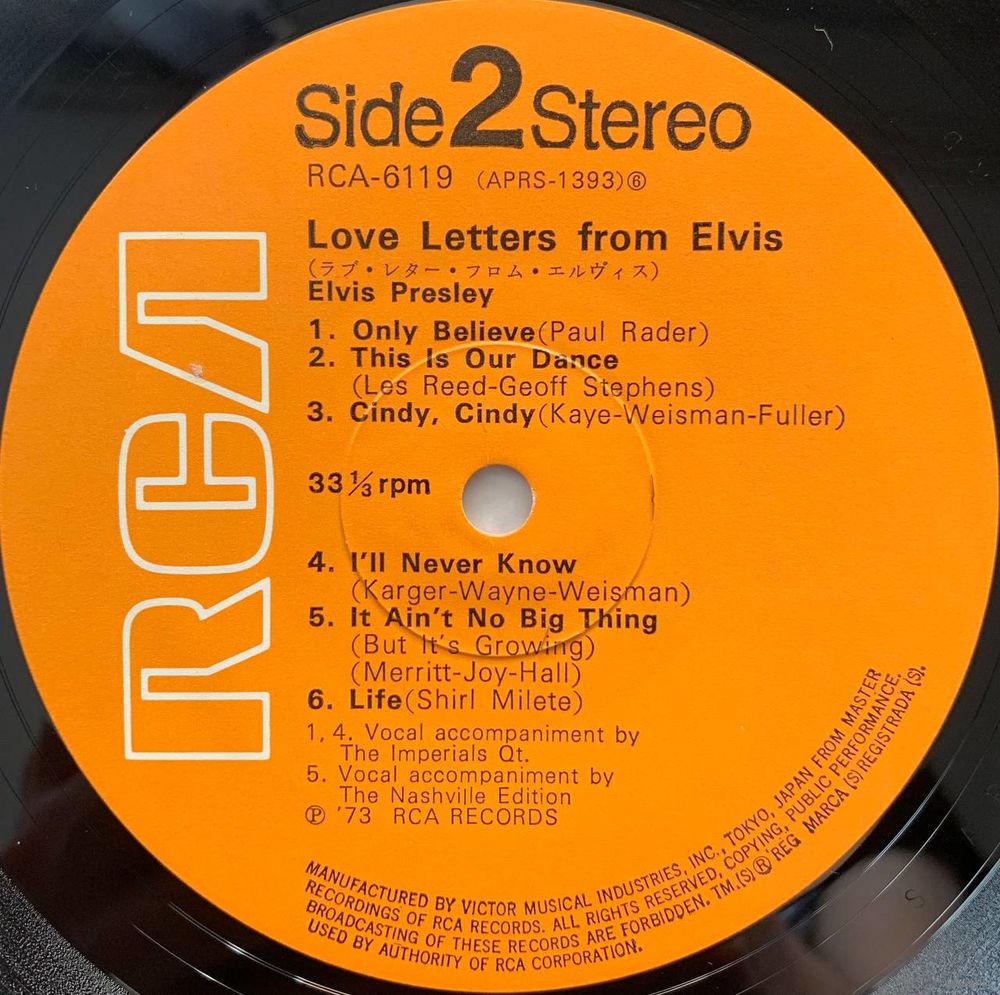 Side 2 Stereo
RCA-6119 (APRS-1393)⑥
Love Letters from Elvis
(ラブ・レター・フロム・エルヴィス)
Elvis Presley
1. Only Believe(Paul Rader)
2. This Is Our Dance
(Les Reed-Geoff Stephens)
3. Cindy, Cindy(Kaye-Weisman-Fuller)
33⅓ rpm
4. I'll Never Know
(Karger-Wayne-Weisman)
5. It Ain't No Big Thing
(But It's Growing)
(Merritt-Joy-Hall)
6. Life(Shirl Milete)
1, 4. Vocal accompaniment by
The Imperials Qt.
5. Vocal accompaniment by
The Nashville Edition
Ⓟ '73 RCA RECORDS
RCA
MANUFACTURED BY VICTOR MUSICAL INDUSTRIES, INC., TOKYO, JAPAN FROM MASTER
RECORDINGS OF RCA RECORDS. ALL RIGHTS RESERVED, COPYING, PUBLIC PERFORMANCE,
BROADCASTING OF THESE RECORDS ARE FORBIDDEN. TM.(S)® REG MARCA (S) REGISTRADA (S).
USED BY AUTHORITY OF RCA CORPORATION.
S